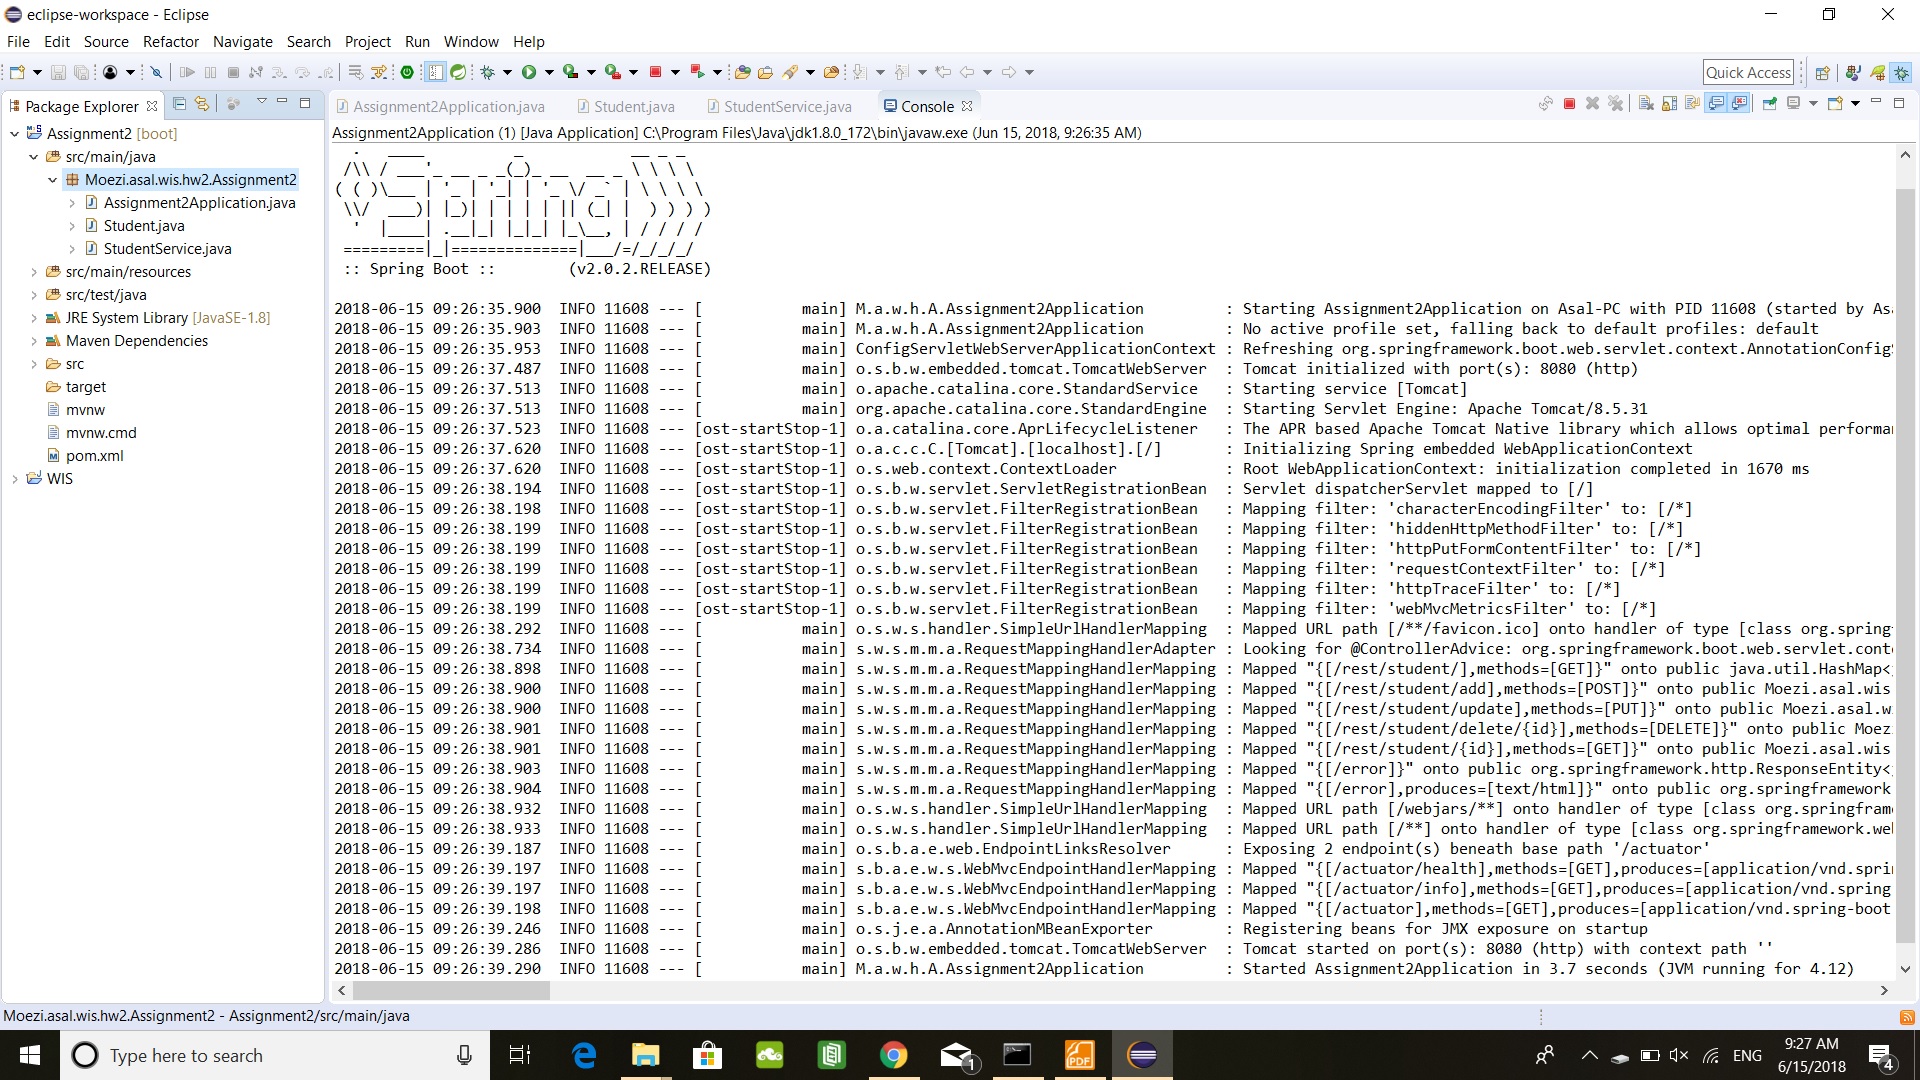 eclipse-workspace - Eclipse
File Edit Source Refactor Navigate Search Project Run Window Help
Quick Access
Package Explorer
Assignment2Application.java Student.java StudentService.java Console
Assignment2 [boot]
src/main/java
Moezi.asal.wis.hw2.Assignment2
Assignment2Application.java
Student.java
StudentService.java
src/main/resources
src/test/java
JRE System Library [JavaSE-1.8]
Maven Dependencies
src
target
mvnw
mvnw.cmd
pom.xml
WIS
Assignment2Application (1) [Java Application] C:\Program Files\Java\jdk1.8.0_172\bin\javaw.exe (Jun 15, 2018, 9:26:35 AM)
Spring
:: Spring Boot :: (v2.0.2.RELEASE)
2018-06-15 09:26:35.900 INFO 11608 --- [ main] M.a.w.h.A.Assignment2Application : Starting Assignment2Application on Asal-PC with PID 11608 (started by Asa
2018-06-15 09:26:35.903 INFO 11608 --- [ main] M.a.w.h.A.Assignment2Application : No active profile set, falling back to default profiles: default
2018-06-15 09:26:35.953 INFO 11608 --- [ main] ConfigServletWebServerApplicationContext : Refreshing org.springframework.boot.web.servlet.context.AnnotationConfigS
2018-06-15 09:26:37.487 INFO 11608 --- [ main] o.s.b.w.embedded.tomcat.TomcatWebServer : Tomcat initialized with port(s): 8080 (http)
2018-06-15 09:26:37.513 INFO 11608 --- [ main] o.apache.catalina.core.StandardService : Starting service [Tomcat]
2018-06-15 09:26:37.513 INFO 11608 --- [ main] org.apache.catalina.core.StandardEngine : Starting Servlet Engine: Apache Tomcat/8.5.31
2018-06-15 09:26:37.523 INFO 11608 --- [ost-startStop-1] o.a.catalina.core.AprLifecycleListener : The APR based Apache Tomcat Native library which allows optimal performa
2018-06-15 09:26:37.620 INFO 11608 --- [ost-startStop-1] o.a.c.c.C.[Tomcat].[localhost].[/] : Initializing Spring embedded WebApplicationContext
2018-06-15 09:26:37.620 INFO 11608 --- [ost-startStop-1] o.s.web.context.ContextLoader : Root WebApplicationContext: initialization completed in 1670 ms
2018-06-15 09:26:38.194 INFO 11608 --- [ost-startStop-1] o.s.b.w.servlet.ServletRegistrationBean : Servlet dispatcherServlet mapped to [/]
2018-06-15 09:26:38.198 INFO 11608 --- [ost-startStop-1] o.s.b.w.servlet.FilterRegistrationBean : Mapping filter: 'characterEncodingFilter' to: [/*]
2018-06-15 09:26:38.199 INFO 11608 --- [ost-startStop-1] o.s.b.w.servlet.FilterRegistrationBean : Mapping filter: 'hiddenHttpMethodFilter' to: [/*]
2018-06-15 09:26:38.199 INFO 11608 --- [ost-startStop-1] o.s.b.w.servlet.FilterRegistrationBean : Mapping filter: 'httpPutFormContentFilter' to: [/*]
2018-06-15 09:26:38.199 INFO 11608 --- [ost-startStop-1] o.s.b.w.servlet.FilterRegistrationBean : Mapping filter: 'requestContextFilter' to: [/*]
2018-06-15 09:26:38.199 INFO 11608 --- [ost-startStop-1] o.s.b.w.servlet.FilterRegistrationBean : Mapping filter: 'httpTraceFilter' to: [/*]
2018-06-15 09:26:38.199 INFO 11608 --- [ost-startStop-1] o.s.b.w.servlet.FilterRegistrationBean : Mapping filter: 'webMvcMetricsFilter' to: [/*]
2018-06-15 09:26:38.292 INFO 11608 --- [ main] o.s.w.s.handler.SimpleUrlHandlerMapping : Mapped URL path [/**/favicon.ico] onto handler of type [class org.spring
2018-06-15 09:26:38.734 INFO 11608 --- [ main] s.w.s.m.m.a.RequestMappingHandlerAdapter : Looking for @ControllerAdvice: org.springframework.boot.web.servlet.cont
2018-06-15 09:26:38.898 INFO 11608 --- [ main] s.w.s.m.m.a.RequestMappingHandlerMapping : Mapped "{[/rest/student/],methods=[GET]}" onto public java.util.HashMap<
2018-06-15 09:26:38.900 INFO 11608 --- [ main] s.w.s.m.m.a.RequestMappingHandlerMapping : Mapped "{[/rest/student/add],methods=[POST]}" onto public Moezi.asal.wis
2018-06-15 09:26:38.900 INFO 11608 --- [ main] s.w.s.m.m.a.RequestMappingHandlerMapping : Mapped "{[/rest/student/update],methods=[PUT]}" onto public Moezi.asal.w
2018-06-15 09:26:38.901 INFO 11608 --- [ main] s.w.s.m.m.a.RequestMappingHandlerMapping : Mapped "{[/rest/student/delete/{id}],methods=[DELETE]}" onto public Moez
2018-06-15 09:26:38.901 INFO 11608 --- [ main] s.w.s.m.m.a.RequestMappingHandlerMapping : Mapped "{[/rest/student/{id}],methods=[GET]}" onto public Moezi.asal.wis
2018-06-15 09:26:38.903 INFO 11608 --- [ main] s.w.s.m.m.a.RequestMappingHandlerMapping : Mapped "{[/error]}" onto public org.springframework.http.ResponseEntity<
2018-06-15 09:26:38.904 INFO 11608 --- [ main] s.w.s.m.m.a.RequestMappingHandlerMapping : Mapped "{[/error],produces=[text/html]}" onto public org.springframework
2018-06-15 09:26:38.932 INFO 11608 --- [ main] o.s.w.s.handler.SimpleUrlHandlerMapping : Mapped URL path [/webjars/**] onto handler of type [class org.springfram
2018-06-15 09:26:38.933 INFO 11608 --- [ main] o.s.w.s.handler.SimpleUrlHandlerMapping : Mapped URL path [/**] onto handler of type [class org.springframework.we
2018-06-15 09:26:39.187 INFO 11608 --- [ main] o.s.b.a.e.web.EndpointLinksResolver : Exposing 2 endpoint(s) beneath base path '/actuator'
2018-06-15 09:26:39.197 INFO 11608 --- [ main] s.b.a.e.w.s.WebMvcEndpointHandlerMapping : Mapped "{[/actuator/health],methods=[GET],produces=[application/vnd.spri
2018-06-15 09:26:39.197 INFO 11608 --- [ main] s.b.a.e.w.s.WebMvcEndpointHandlerMapping : Mapped "{[/actuator/info],methods=[GET],produces=[application/vnd.spring
2018-06-15 09:26:39.198 INFO 11608 --- [ main] s.b.a.e.w.s.WebMvcEndpointHandlerMapping : Mapped "{[/actuator],methods=[GET],produces=[application/vnd.spring-boot
2018-06-15 09:26:39.246 INFO 11608 --- [ main] o.s.j.e.a.AnnotationMBeanExporter : Registering beans for JMX exposure on startup
2018-06-15 09:26:39.286 INFO 11608 --- [ main] o.s.b.w.embedded.tomcat.TomcatWebServer : Tomcat started on port(s): 8080 (http) with context path ''
2018-06-15 09:26:39.290 INFO 11608 --- [ main] M.a.w.h.A.Assignment2Application : Started Assignment2Application in 3.7 seconds (JVM running for 4.12)
Moezi.asal.wis.hw2.Assignment2 - Assignment2/src/main/java
Type here to search
1
PDF
ENG
9:27 AM
6/15/2018
4